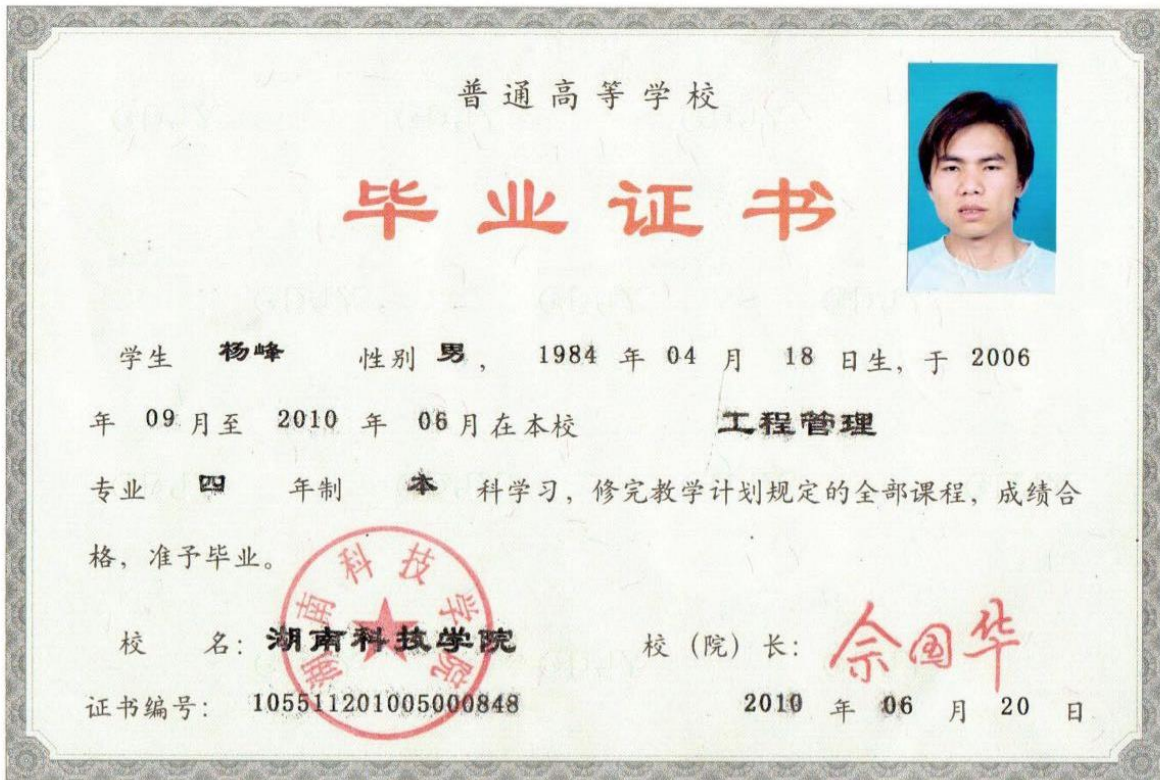 普通高等学校
毕业证书
学生 杨峰 性别 男， 1984 年 04 月 18 日生，于 2006
年 09 月至 2010 年 06 月在本校 工程管理
专业 四 年制 本 科学习，修完教学计划规定的全部课程，成绩合
格，准予毕业。
湖南科技学院
校 名：湖南科技学院 校（院）长：佘国华
证书编号：105511201005000848 2010 年 06 月 20 日